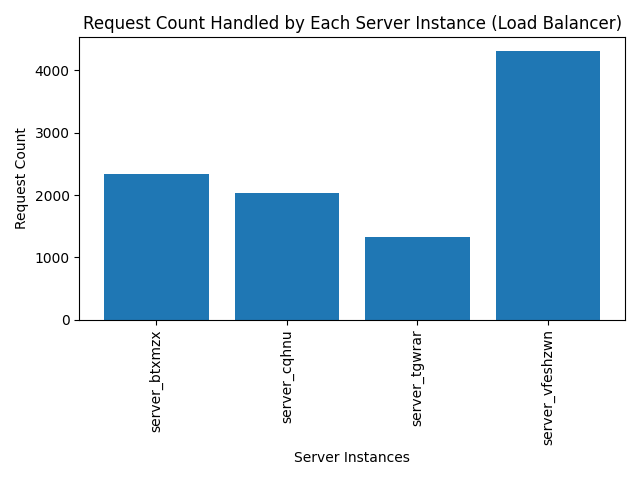 Request Count Handled by Each Server Instance (Load Balancer)
Request Count
4000
3000
2000
1000
0
server_btxmzx
server_cqhnu
server_tgwrar
server_vfeshzwn
Server Instances